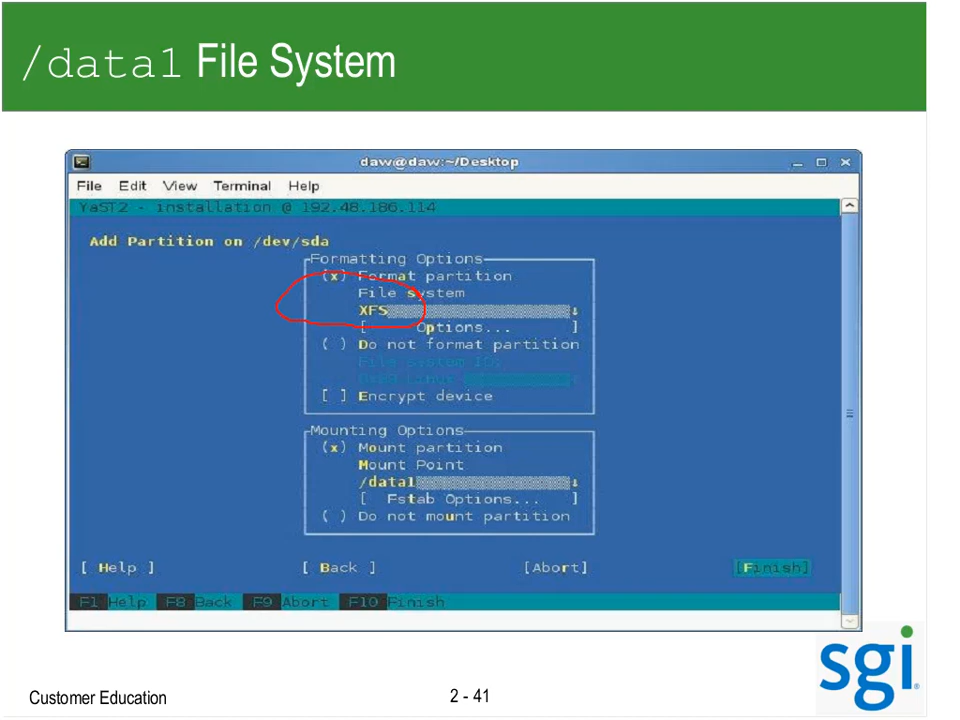 /data1 File System
daw@daw:~/Desktop
File Edit View Terminal Help
YaST2 - installation @ 192.48.186.114
Add Partition on /dev/sda
Formatting Options
(x) Format partition
File system
XFS
[ Options... ]
( ) Do not format partition
File system ID:
[ ] Encrypt device
Mounting Options
(x) Mount partition
Mount Point
/data1
[ Fstab Options... ]
( ) Do not mount partition
[ Help ] [ Back ] [Abort] [Finish]
F1 Help F8 Back F9 Abort F10 Finish
sgi
Customer Education 2 - 41